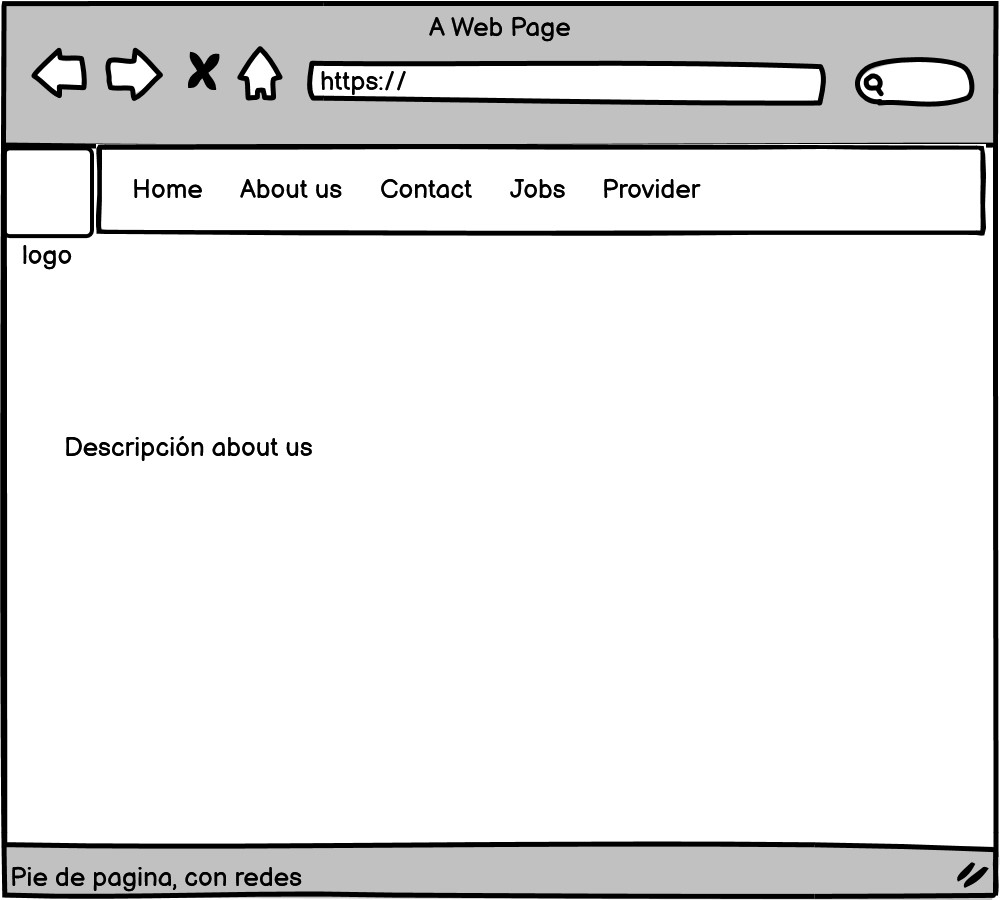 A Web Page
https://
Home About us Contact Jobs Provider
logo
Descripción about us
Pie de pagina, con redes